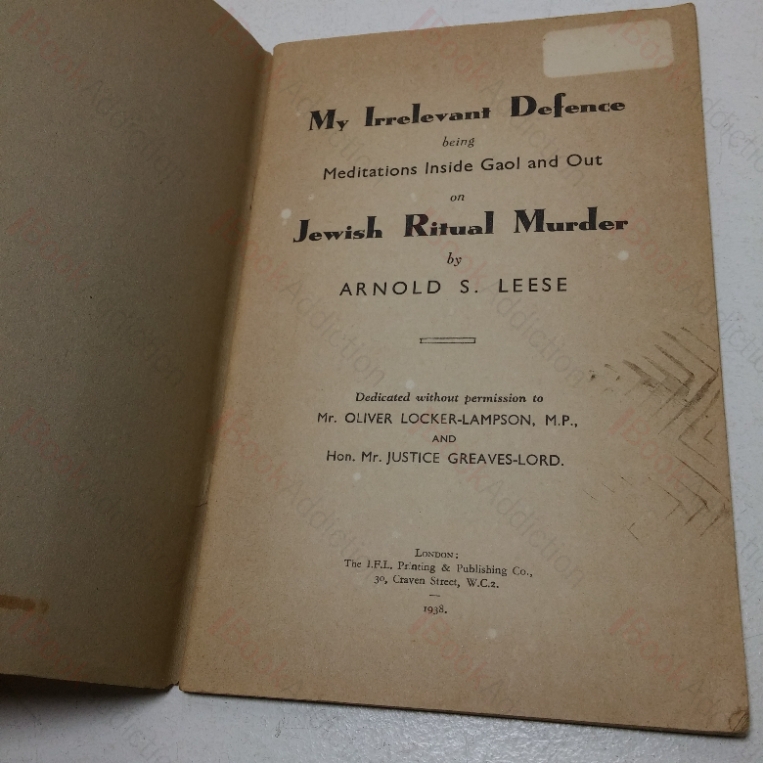 My Irrelevant Defence
being
Meditations Inside Gaol and Out
on
Jewish Ritual Murder
by
ARNOLD S. LEESE
Dedicated without permission to
Mr. OLIVER LOCKER-LAMPSON, M.P.,
AND
Hon. Mr. JUSTICE GREAVES-LORD.
LONDON:
The I.F.L. Printing & Publishing Co.,
30, Craven Street, W.C.2.
1938.